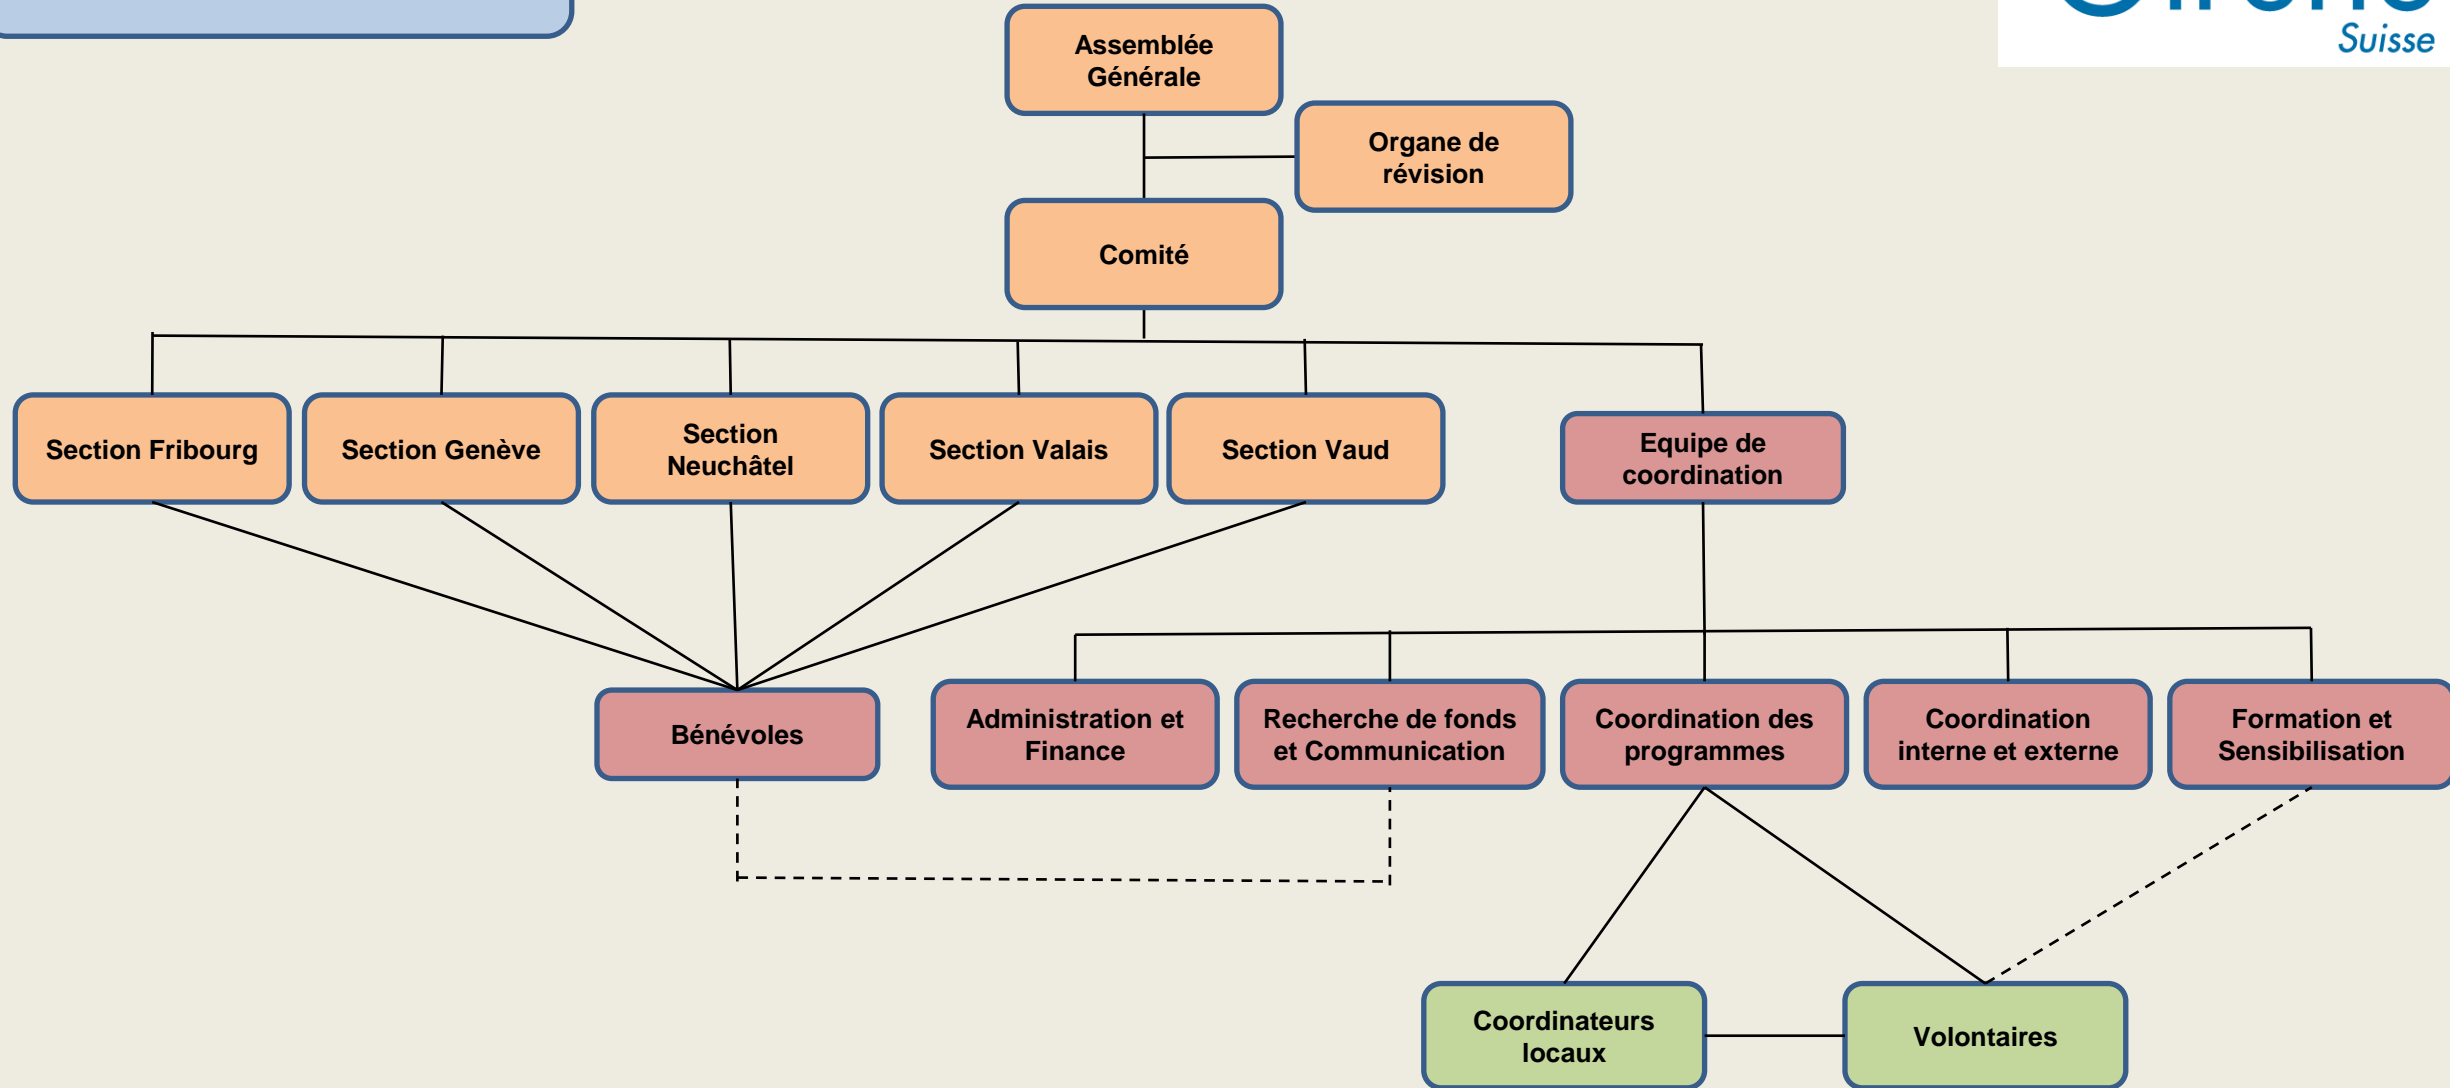 Suisse
Assemblée
Générale
Organe de
révision
Comité
Section Fribourg
Section Genève
Section
Neuchâtel
Section Valais
Section Vaud
Equipe de
coordination
Bénévoles
Administration et
Finance
Recherche de fonds
et Communication
Coordination des
programmes
Coordination
interne et externe
Formation et
Sensibilisation
Coordinateurs
locaux
Volontaires